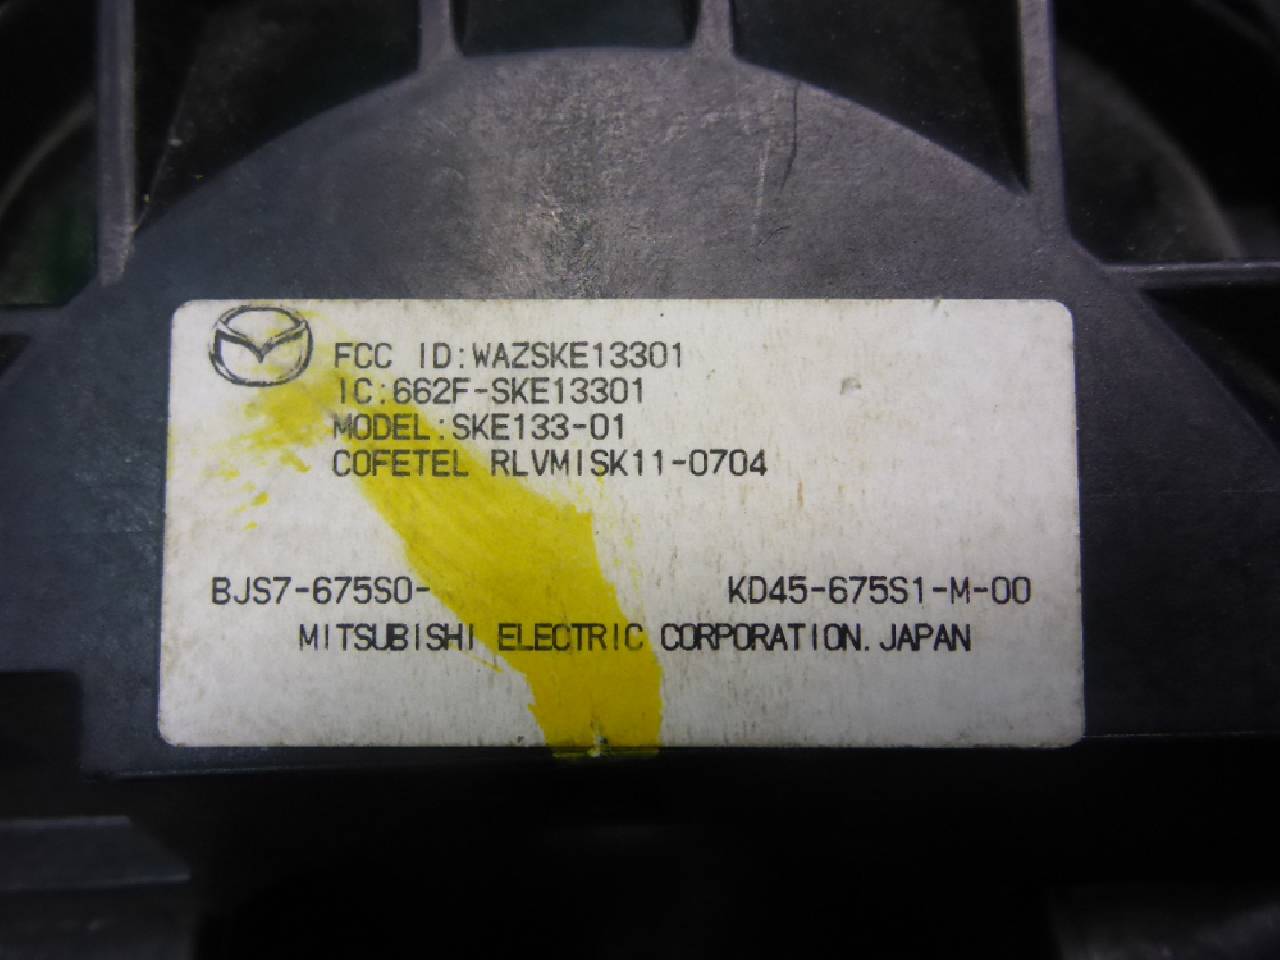 FCC ID:WAZSKE13301
IC:662F-SKE13301
MODEL:SKE133-01
COFETEL RLVMISK11-0704
BJS7-675S0- KD45-675S1-M-00
MITSUBISHI ELECTRIC CORPORATION. JAPAN